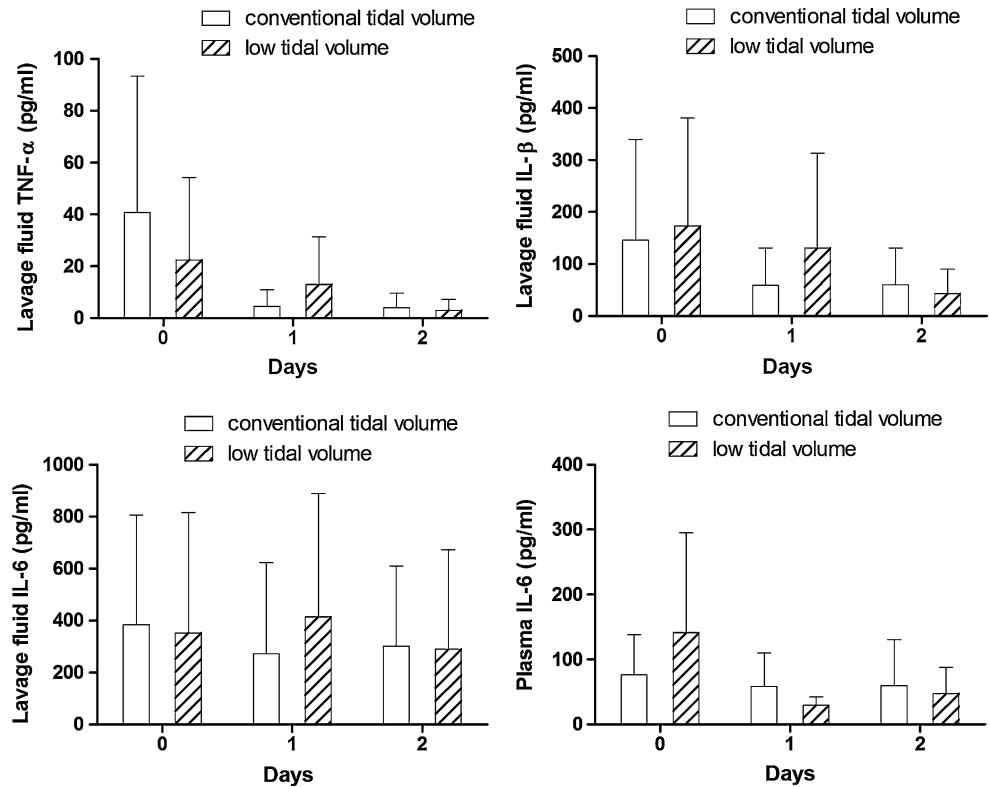 conventional tidal volume
low tidal volume
Lavage fluid TNF-α (pg/ml)
100
80
60
40
20
0
0 1 2
Days
conventional tidal volume
low tidal volume
Lavage fluid IL-β (pg/ml)
500
400
300
200
100
0
0 1 2
Days
conventional tidal volume
low tidal volume
Lavage fluid IL-6 (pg/ml)
1000
800
600
400
200
0
0 1 2
Days
conventional tidal volume
low tidal volume
Plasma IL-6 (pg/ml)
400
300
200
100
0
0 1 2
Days